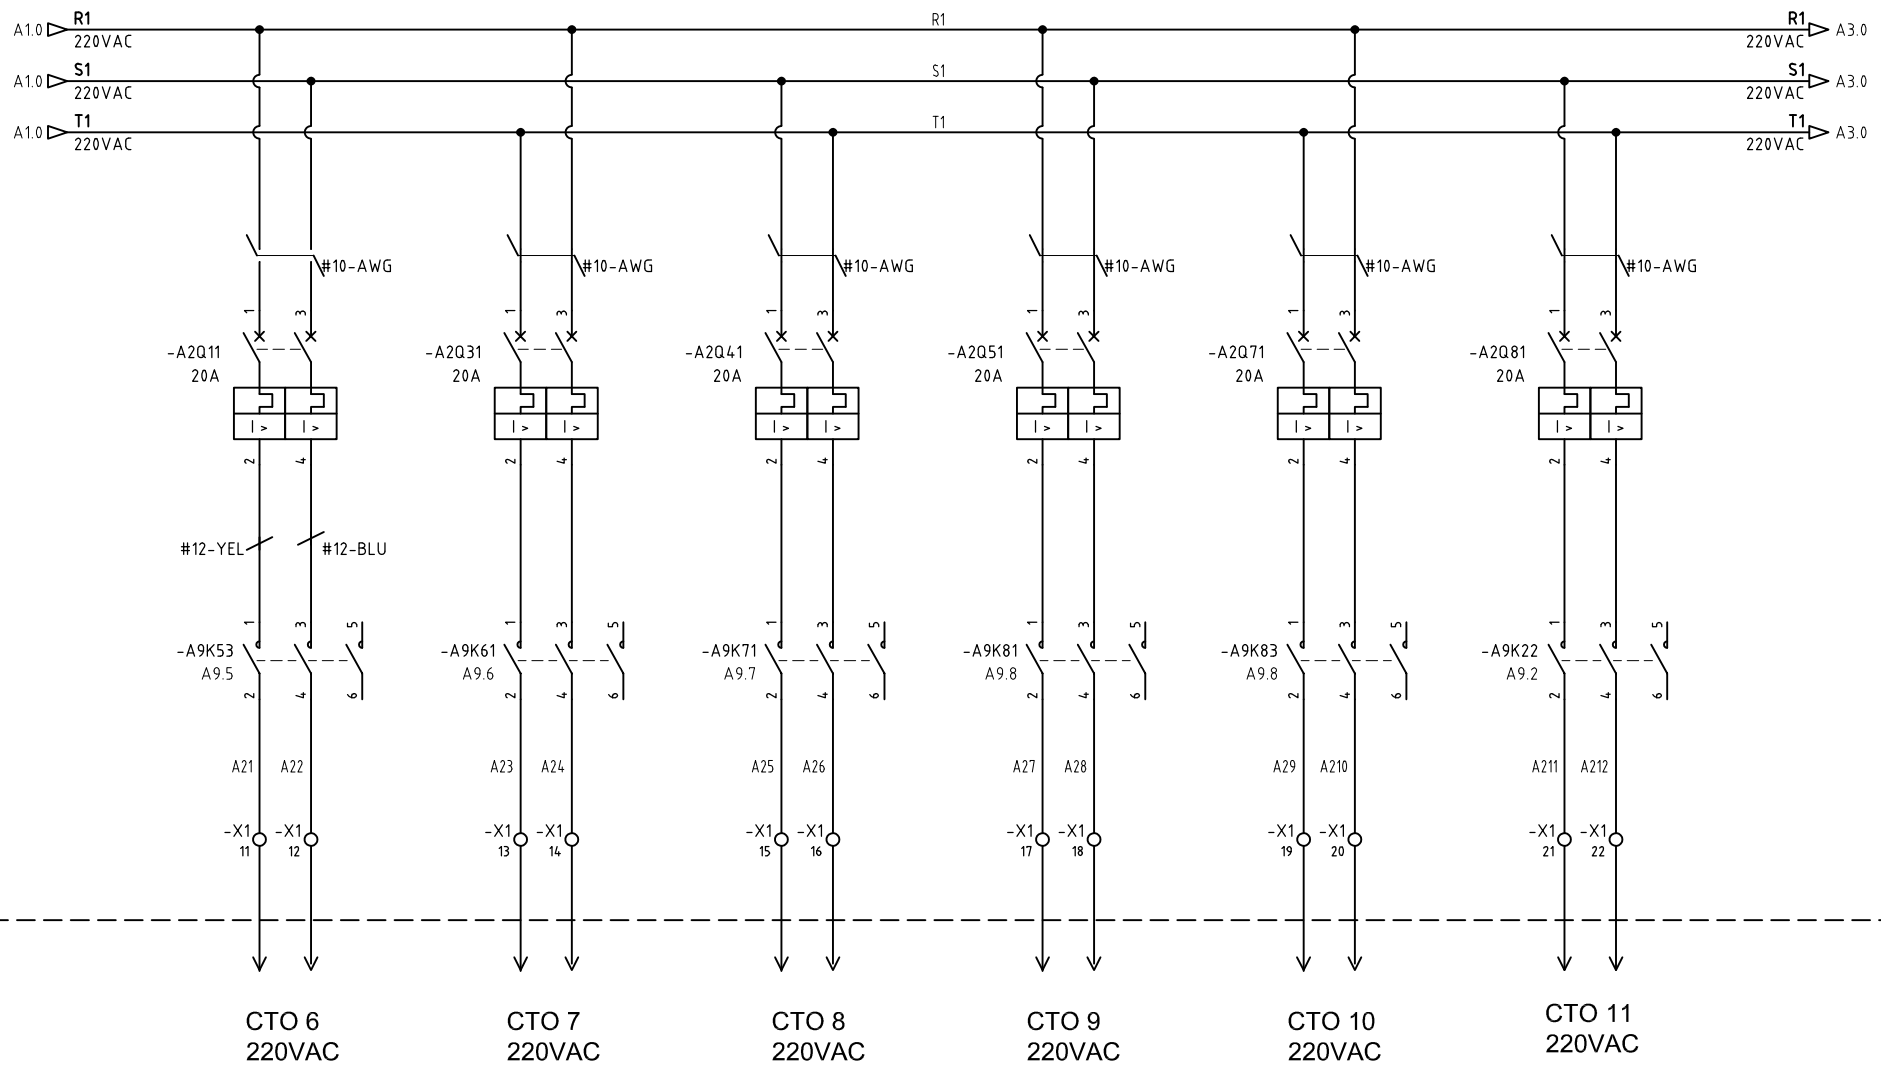 A1.0 R1 R1 R1 A3.0
220VAC 220VAC
A1.0 S1 S1 S1 A3.0
220VAC 220VAC
A1.0 T1 T1 T1 A3.0
220VAC 220VAC
#10-AWG #10-AWG #10-AWG #10-AWG #10-AWG #10-AWG
1 3 1 3 1 3 1 3 1 3 1 3
-A2Q11 -A2Q31 -A2Q41 -A2Q51 -A2Q71 -A2Q81
20A 20A 20A 20A 20A 20A
I > I > I > I > I > I > I > I > I > I > I > I >
2 4 2 4 2 4 2 4 2 4 2 4
#12-YEL #12-BLU
1 3 5 1 3 5 1 3 5 1 3 5 1 3 5 1 3 5
-A9K53 -A9K61 -A9K71 -A9K81 -A9K83 -A9K22
A9.5 A9.6 A9.7 A9.8 A9.8 A9.2
2 4 6 2 4 6 2 4 6 2 4 6 2 4 6 2 4 6
A21 A22 A23 A24 A25 A26 A27 A28 A29 A210 A211 A212
-X1 -X1 -X1 -X1 -X1 -X1 -X1 -X1 -X1 -X1 -X1 -X1
11 12 13 14 15 16 17 18 19 20 21 22
CTO 6 CTO 7 CTO 8 CTO 9 CTO 10 CTO 11
220VAC 220VAC 220VAC 220VAC 220VAC 220VAC